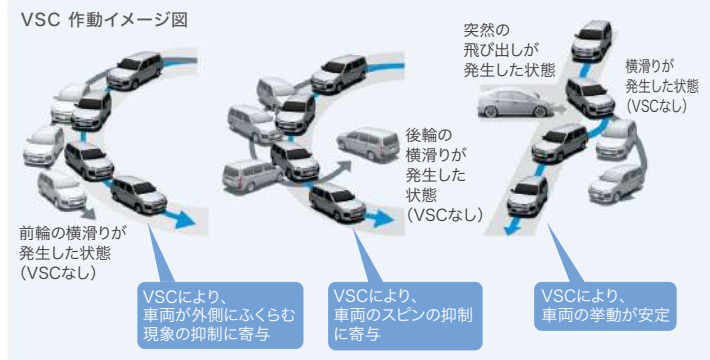 VSC 作動イメージ図
前輪の横滑りが
発生した状態
（VSCなし）
VSCにより、
車両が外側にふくらむ
現象の抑制に寄与
後輪の
横滑りが
発生した
状態
（VSCなし）
VSCにより、
車両のスピンの抑制
に寄与
突然の
飛び出しが
発生した状態
横滑りが
発生した状態
（VSCなし）
VSCにより、
車両の挙動が安定